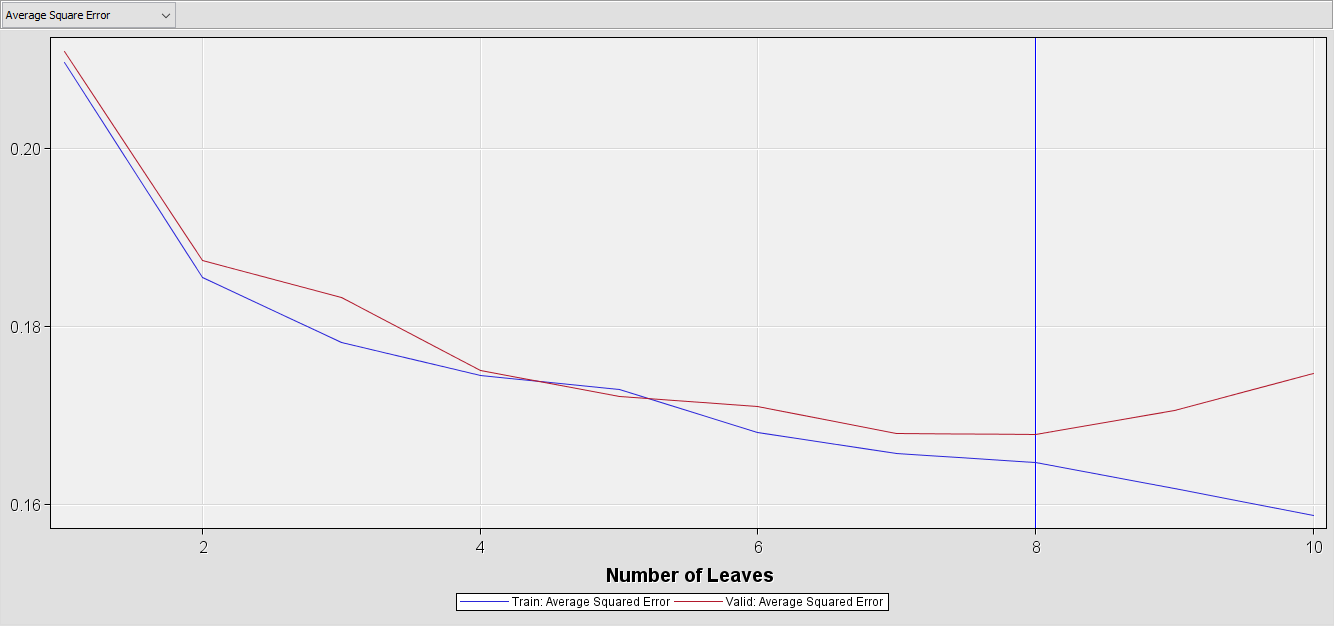 Average Square Error
0.20
0.18
0.16
2 4 6 8 10
Number of Leaves
Train: Average Squared Error Valid: Average Squared Error